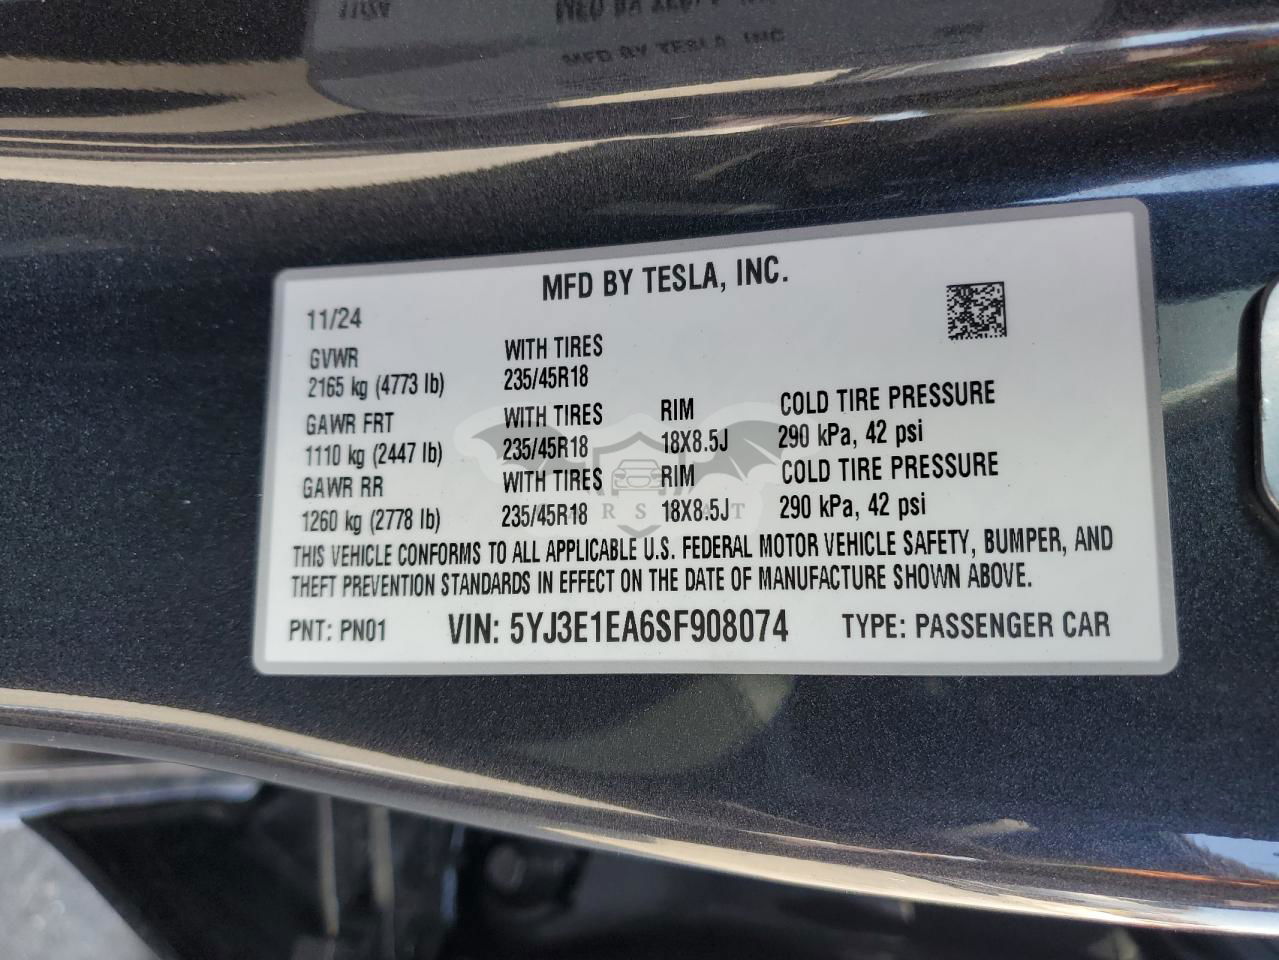 MFD BY TESLA, INC.
11/24
GVWR WITH TIRES
2165 kg (4773 lb) 235/45R18
GAWR FRT WITH TIRES RIM COLD TIRE PRESSURE
1110 kg (2447 lb) 235/45R18 18X8.5J 290 kPa, 42 psi
GAWR RR WITH TIRES RIM COLD TIRE PRESSURE
1260 kg (2778 lb) 235/45R18 18X8.5J 290 kPa, 42 psi
THIS VEHICLE CONFORMS TO ALL APPLICABLE U.S. FEDERAL MOTOR VEHICLE SAFETY, BUMPER, AND
THEFT PREVENTION STANDARDS IN EFFECT ON THE DATE OF MANUFACTURE SHOWN ABOVE.
PNT: PN01 VIN: 5YJ3E1EA6SF908074 TYPE: PASSENGER CAR